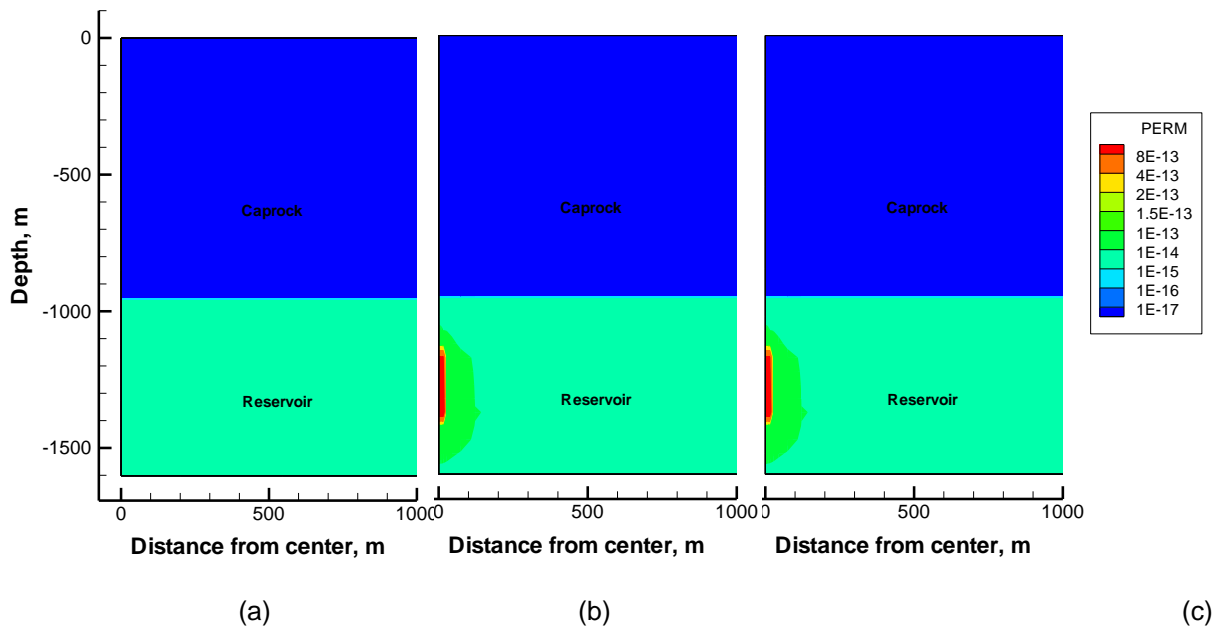 0
-500
-1000
-1500
Depth, m
Caprock
Reservoir
0
500
1000
Distance from center, m
(a)
Caprock
Reservoir
0
500
1000
Distance from center, m
(b)
Caprock
Reservoir
0
500
1000
Distance from center, m
(c)
PERM
8E-13
4E-13
2E-13
1.5E-13
1E-13
1E-14
1E-15
1E-16
1E-17